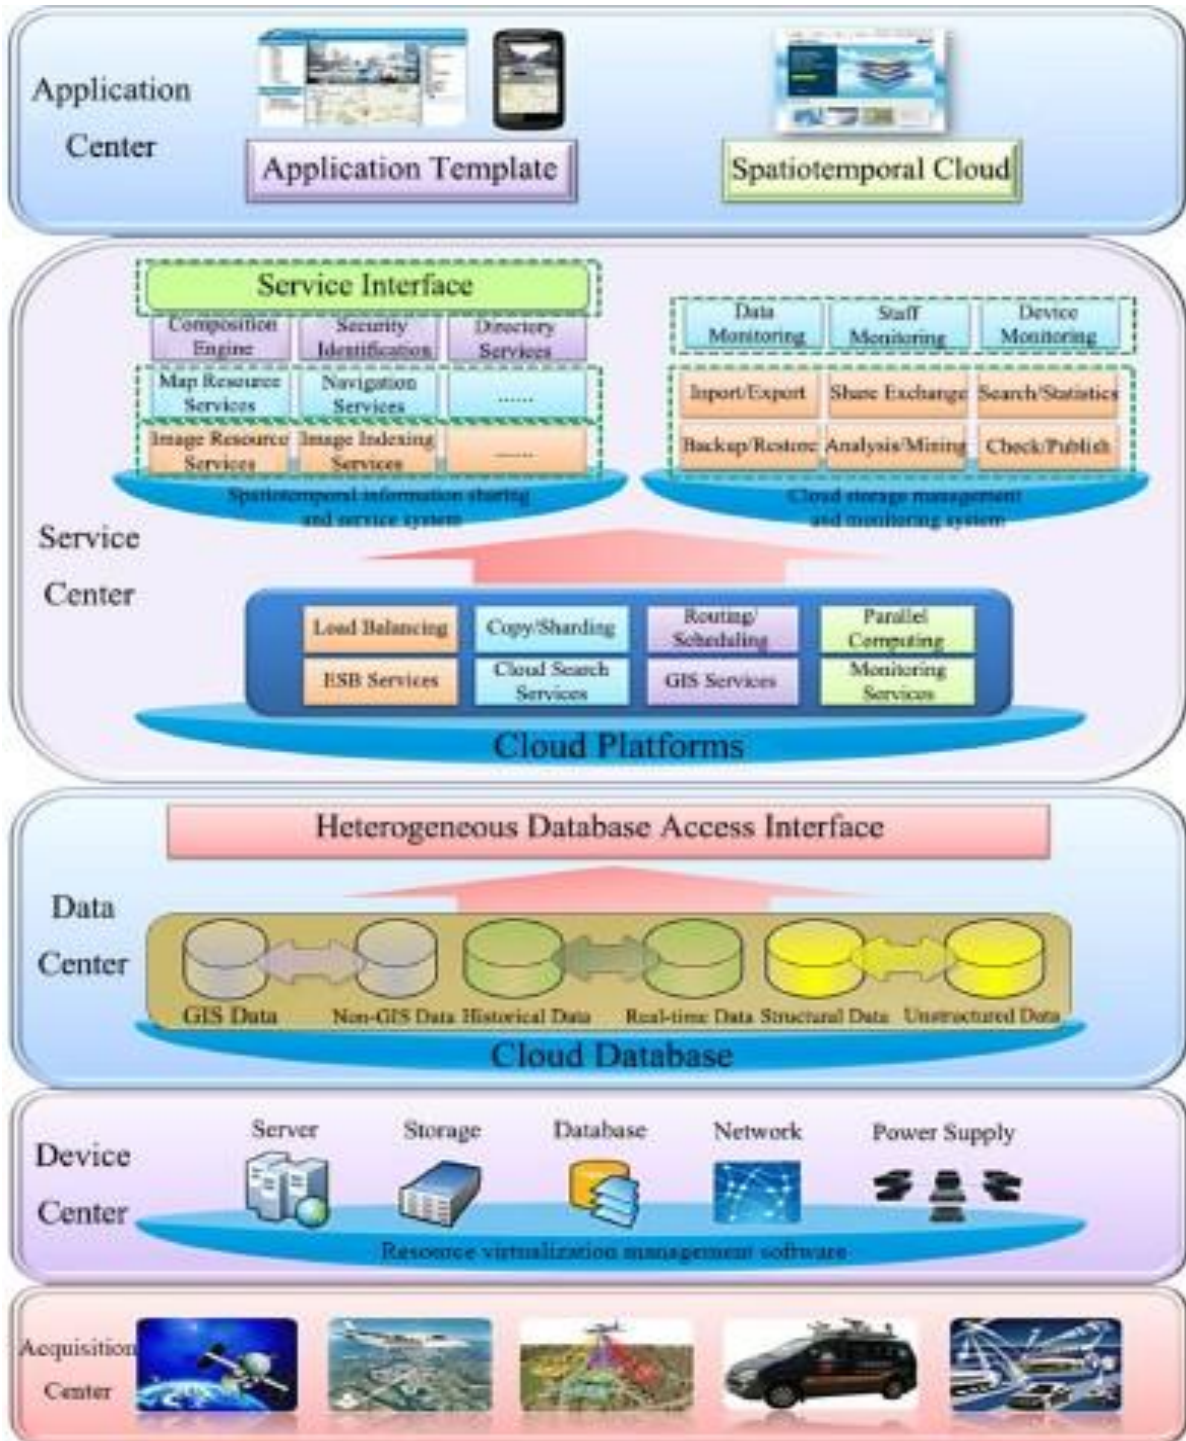 Application
Center
Application Template
Spatiotemporal Cloud
Service
Center
Service Interface
Composition
Engine
Security
Identification
Directory
Services
Map Resource
Services
Navigation
Services
......
Image Resource
Services
Image Indexing
Services
......
Spatiotemporal information sharing
and service system
Data
Monitoring
Staff
Monitoring
Device
Monitoring
Inport/Export
Share Exchange
Search/Statistics
Backup/Restore
Analysis/Mining
Check/Publish
Cloud storage management
and monitoring system
Load Balancing
Copy/Sharding
Routing/
Scheduling
Parallel
Computing
ESB Services
Cloud Search
Services
GIS Services
Monitoring
Services
Cloud Platforms
Data
Center
Heterogeneous Database Access Interface
GIS Data
Non-GIS Data
Historical Data
Real-time Data
Structural Data
Unstructured Data
Cloud Database
Device
Center
Server
Storage
Database
Network
Power Supply
Resource virtualization management software
Acquisition
Center